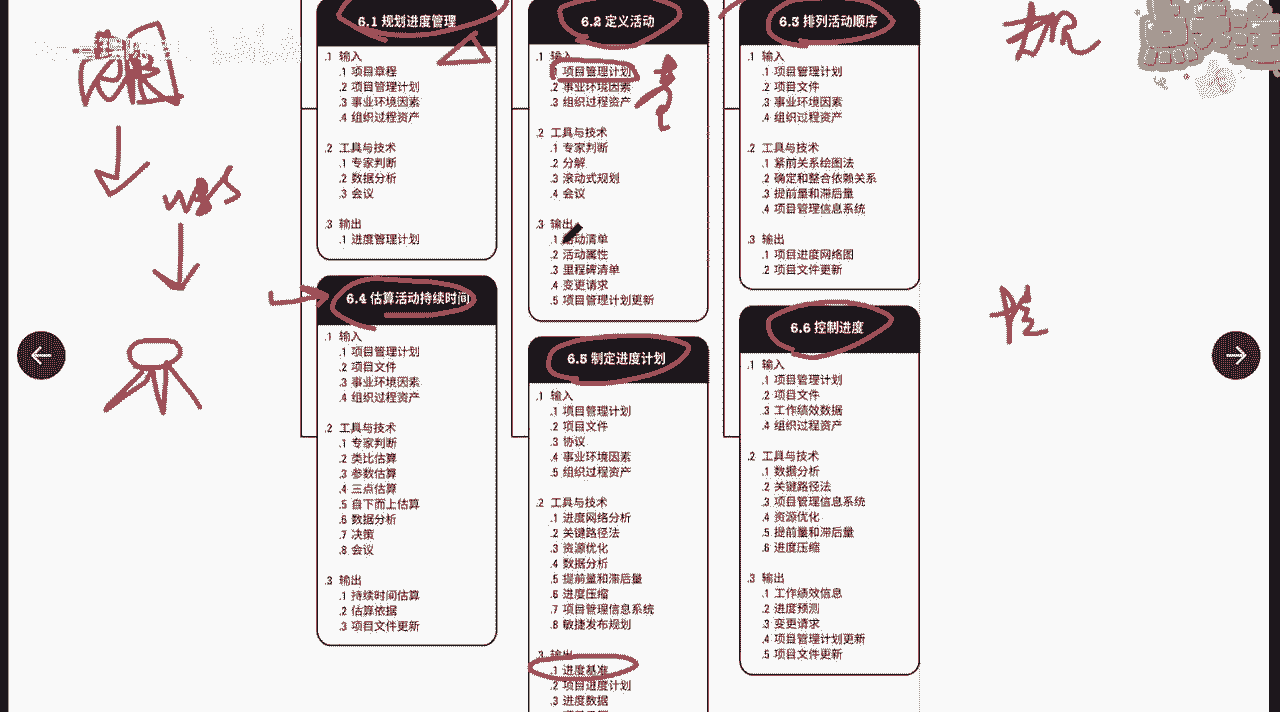 6.1 规划进度管理
.1 输入
.1 项目章程
.2 项目管理计划
.3 事业环境因素
.4 组织过程资产
.2 工具与技术
.1 专家判断
.2 数据分析
.3 会议
.3 输出
.1 进度管理计划
6.2 定义活动
.1 输入
.1 项目管理计划
.2 事业环境因素
.3 组织过程资产
.2 工具与技术
.1 专家判断
.2 分解
.3 滚动式规划
.4 会议
.3 输出
.1 活动清单
.2 活动属性
.3 里程碑清单
.4 变更请求
.5 项目管理计划更新
6.3 排列活动顺序
.1 输入
.1 项目管理计划
.2 项目文件
.3 事业环境因素
.4 组织过程资产
.2 工具与技术
.1 紧前关系绘图法
.2 确定和整合依赖关系
.3 提前量和滞后量
.4 项目管理信息系统
.3 输出
.1 项目进度网络图
.2 项目文件更新
6.4 估算活动持续时间
.1 输入
.1 项目管理计划
.2 项目文件
.3 事业环境因素
.4 组织过程资产
.2 工具与技术
.1 专家判断
.2 类比估算
.3 参数估算
.4 三点估算
.5 自下而上估算
.6 数据分析
.7 决策
.8 会议
.3 输出
.1 持续时间估算
.2 估算依据
.3 项目文件更新
6.5 制定进度计划
.1 输入
.1 项目管理计划
.2 项目文件
.3 协议
.4 事业环境因素
.5 组织过程资产
.2 工具与技术
.1 进度网络分析
.2 关键路径法
.3 资源优化
.4 数据分析
.5 提前量和滞后量
.6 进度压缩
.7 项目管理信息系统
.8 敏捷发布规划
.3 输出
.1 进度基准
.2 项目进度计划
.3 进度数据
6.6 控制进度
.1 输入
.1 项目管理计划
.2 项目文件
.3 工作绩效数据
.4 组织过程资产
.2 工具与技术
.1 数据分析
.2 关键路径法
.3 项目管理信息系统
.4 资源优化
.5 提前量和滞后量
.6 进度压缩
.3 输出
.1 工作绩效信息
.2 进度预测
.3 变更请求
.4 项目管理计划更新
.5 项目文件更新
WBS
点关注